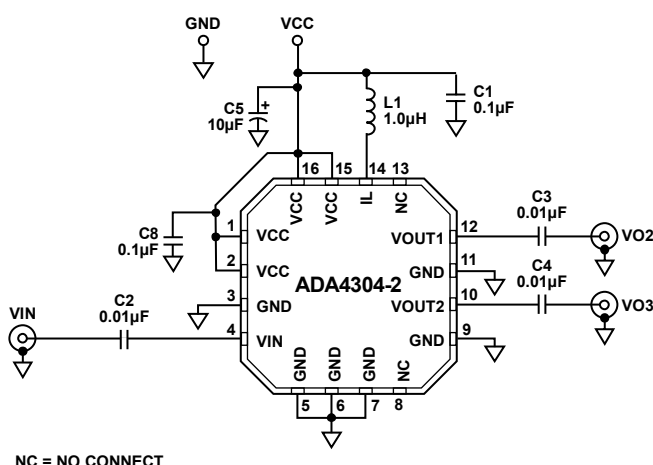 GND
VCC
C5
10µF
+
L1
1.0µH
C1
0.1µF
16
15
14
13
VCC
VCC
IL
NC
C8
0.1µF
1
VCC
2
VCC
3
GND
4
VIN
VIN
C2
0.01µF
ADA4304-2
VOUT1
12
GND
11
VOUT2
10
GND
9
C3
0.01µF
VO2
C4
0.01µF
VO3
GND
GND
GND
NC
5
6
7
8
NC = NO CONNECT